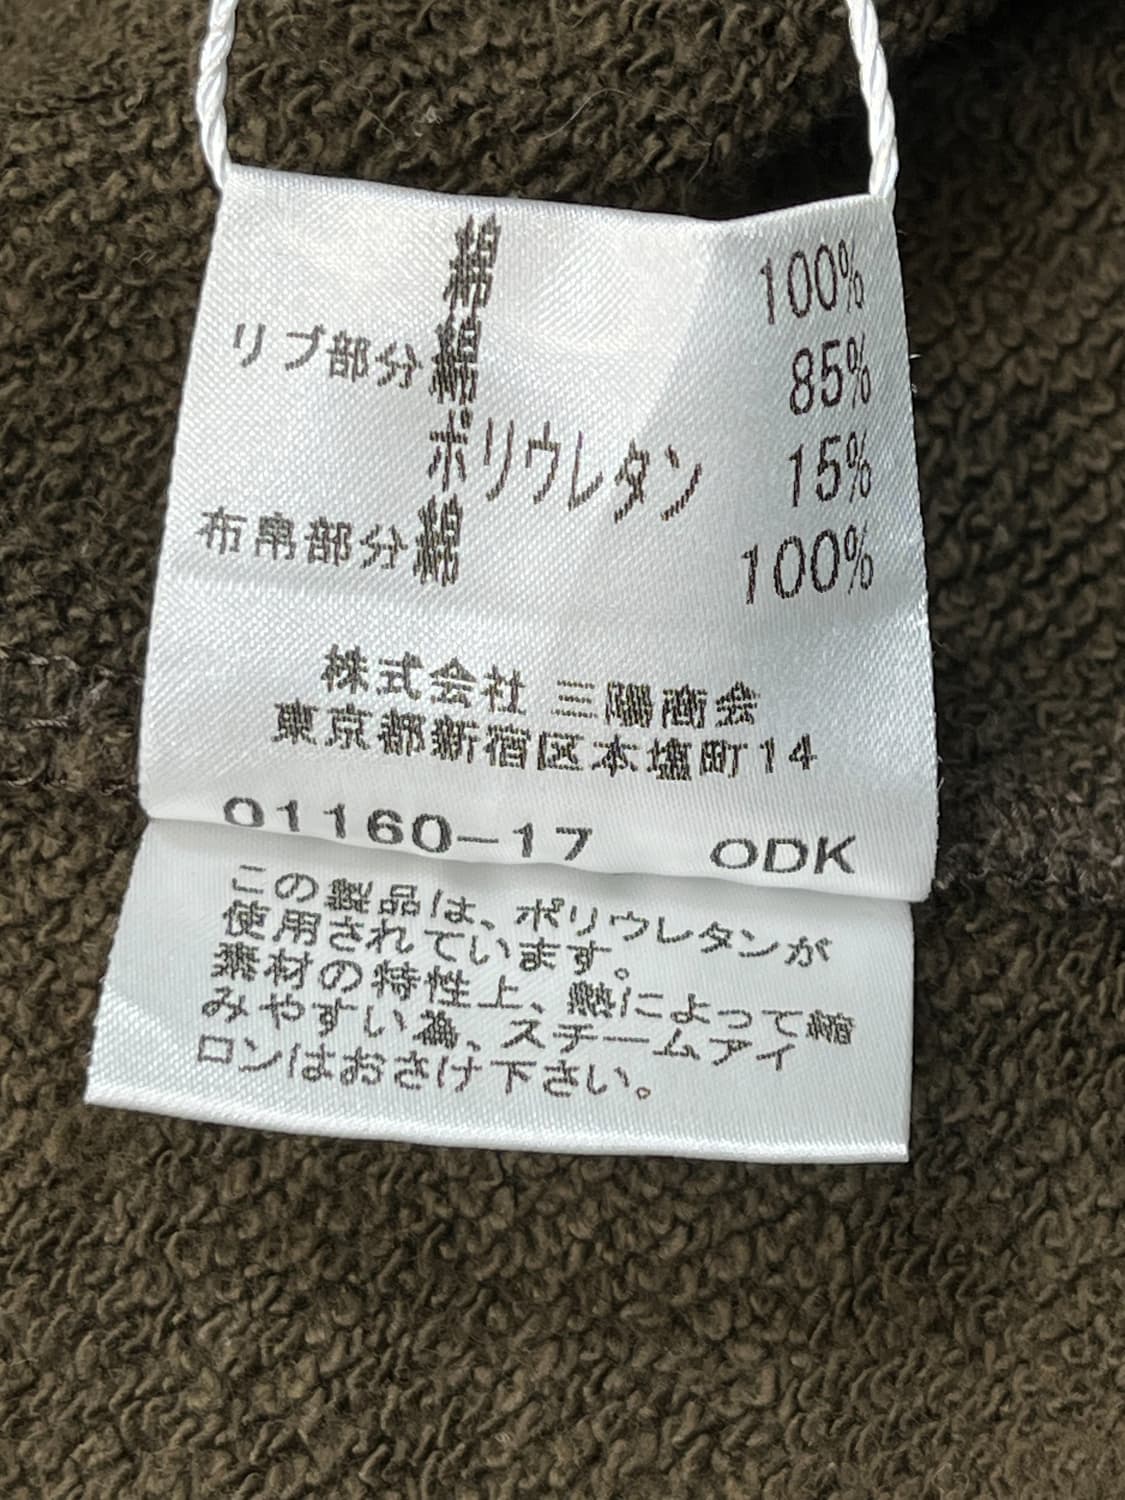 綿 100%
リブ部分綿 85%
ポリウレタン 15%
布帛部分綿 100%
株式会社 三陽商会
東京都新宿区本塩町14
01160-17 ODK
この製品は、ポリウレタンが
使用されています。
素材の特性上、熱によって縮
みやすい為、スチームアイ
ロンはおさけ下さい。